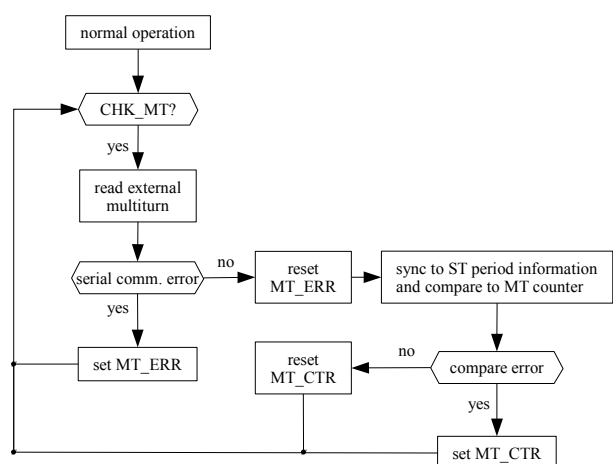 normal operation
CHK_MT?
yes
read external
multiturn
serial comm. error
no
reset
MT_ERR
sync to ST period information
and compare to MT counter
yes
set MT_ERR
reset
MT_CTR
no
compare error
yes
set MT_CTR